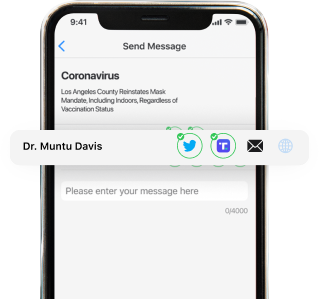 9:41
Send Message
Coronavirus
Los Angeles County Reinstates Mask
Mandate, Including Indoors, Regardless of
Vaccination Status
Dr. Muntu Davis
Please enter your message here
0/4000